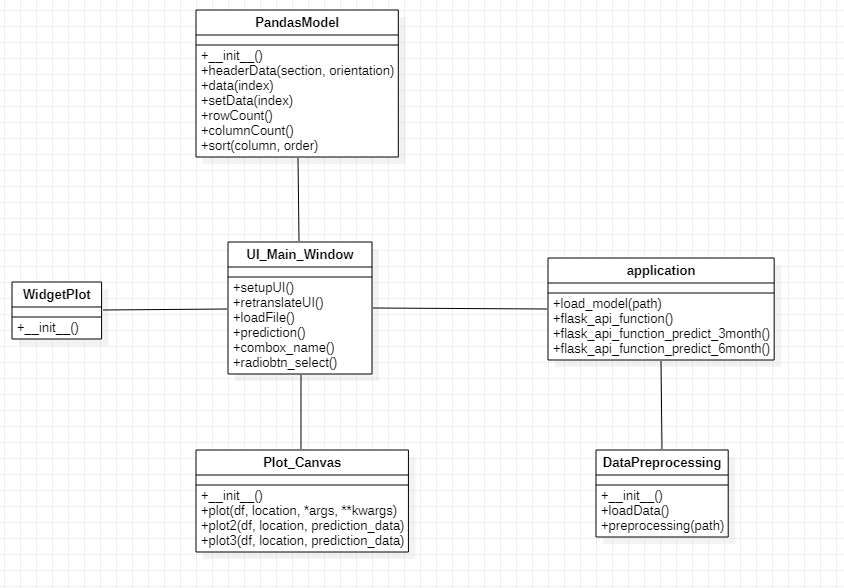 PandasModel
+__init__()
+headerData(section, orientation)
+data(index)
+setData(index)
+rowCount()
+columnCount()
+sort(column, order)
UI_Main_Window
+setupUI()
+retranslateUI()
+loadFile()
+prediction()
+combox_name()
+radiobtn_select()
WidgetPlot
+__init__()
application
+load_model(path)
+flask_api_function()
+flask_api_function_predict_3month()
+flask_api_function_predict_6month()
Plot_Canvas
+__init__()
+plot(df, location, *args, **kwargs)
+plot2(df, location, prediction_data)
+plot3(df, location, prediction_data)
DataPreprocessing
+__init__()
+loadData()
+preprocessing(path)